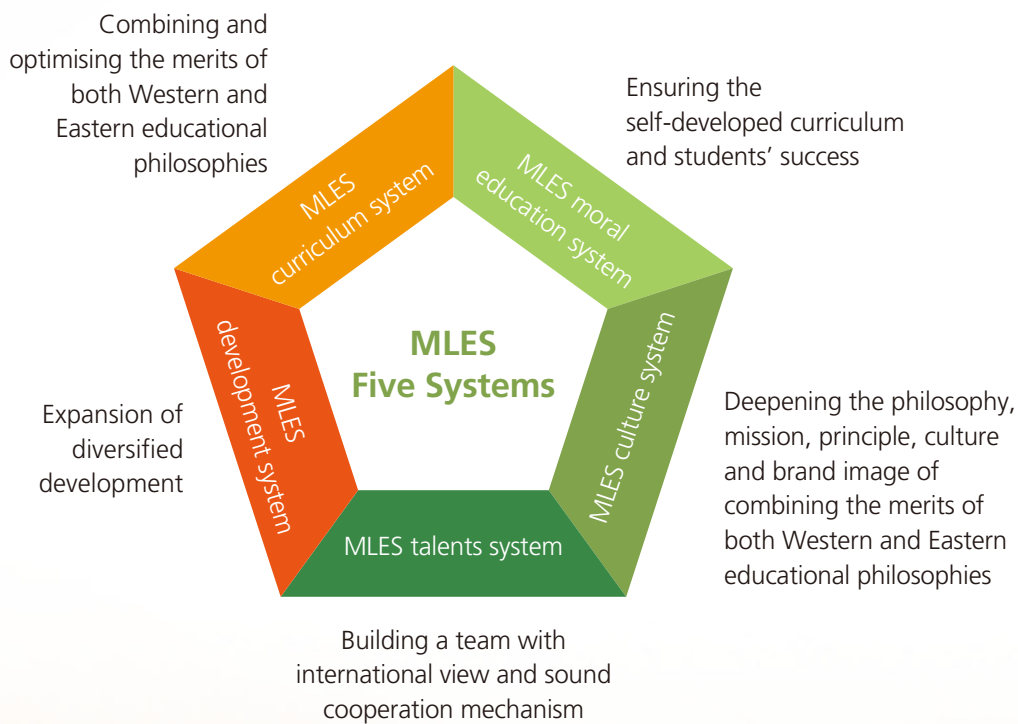 Combining and
optimising the merits of
both Western and
Eastern educational
philosophies
Ensuring the
self-developed curriculum
and students’ success
MLES
curriculum system
MLES moral
education system
MLES
Five Systems
MLES
development system
MLES culture system
Expansion of
diversified
development
Deepening the philosophy,
mission, principle, culture
and brand image of
combining the merits of
both Western and Eastern
educational philosophies
MLES talents system
Building a team with
international view and sound
cooperation mechanism